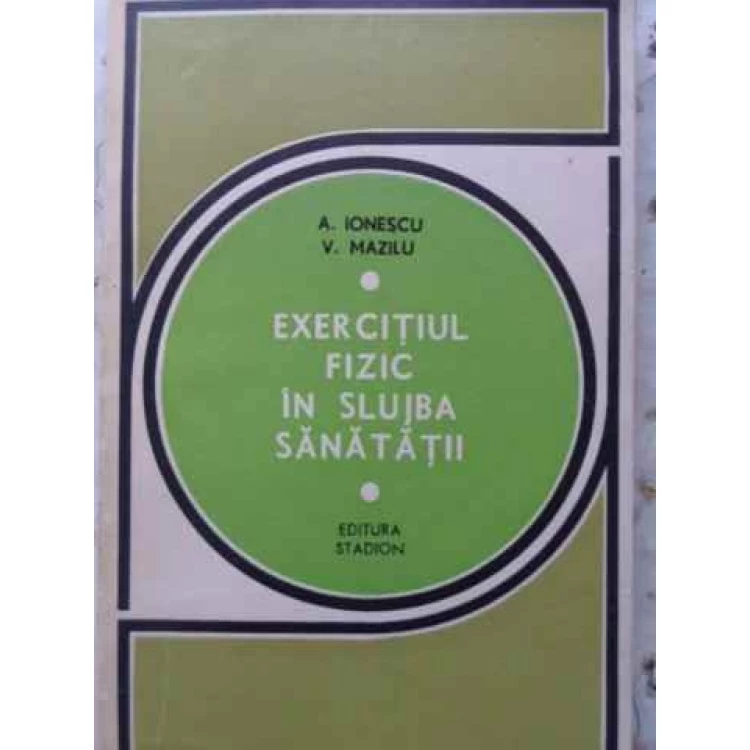 A. IONESCU
V. MAZILU
EXERCIȚIUL
FIZIC
ÎN SLUJBA
SĂNĂTĂȚII
EDITURA
STADION